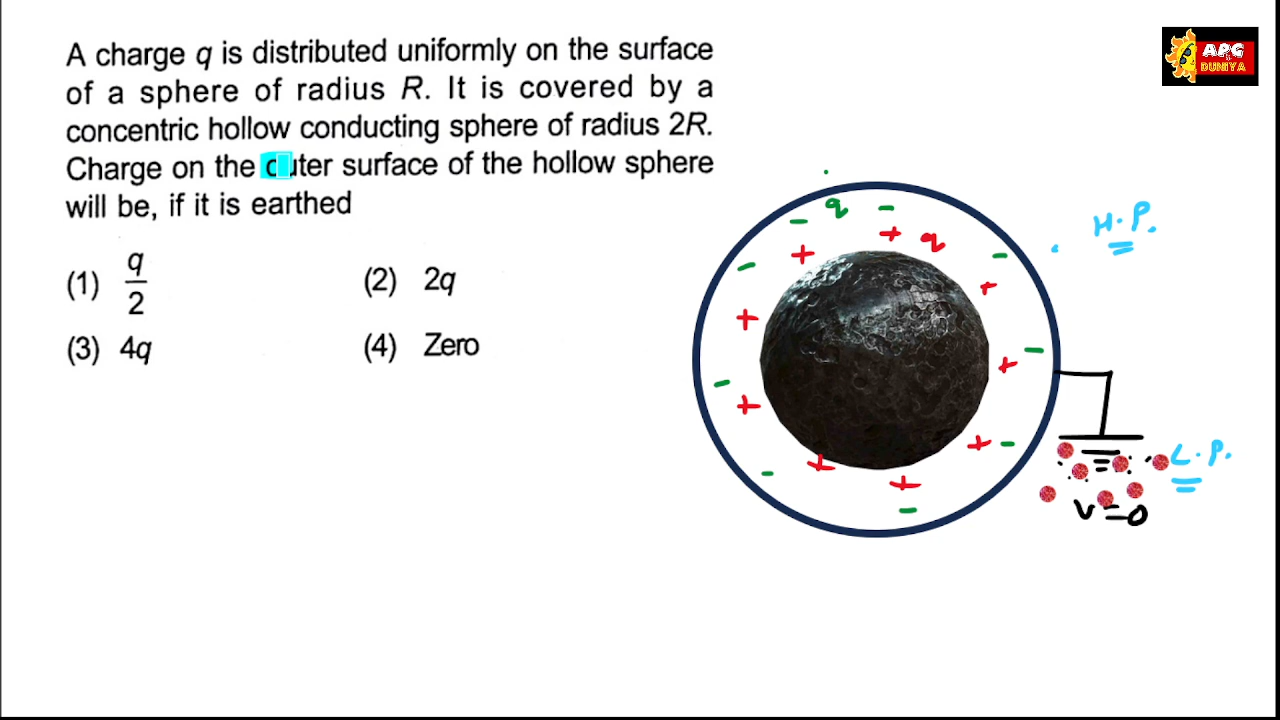 A charge q is distributed uniformly on the surface
of a sphere of radius R. It is covered by a
concentric hollow conducting sphere of radius 2R.
Charge on the outer surface of the hollow sphere
will be, if it is earthed
(1) q/2 (2) 2q
(3) 4q (4) Zero
APC
DUNIYA
q
q
H.P.
L.P.
V=0